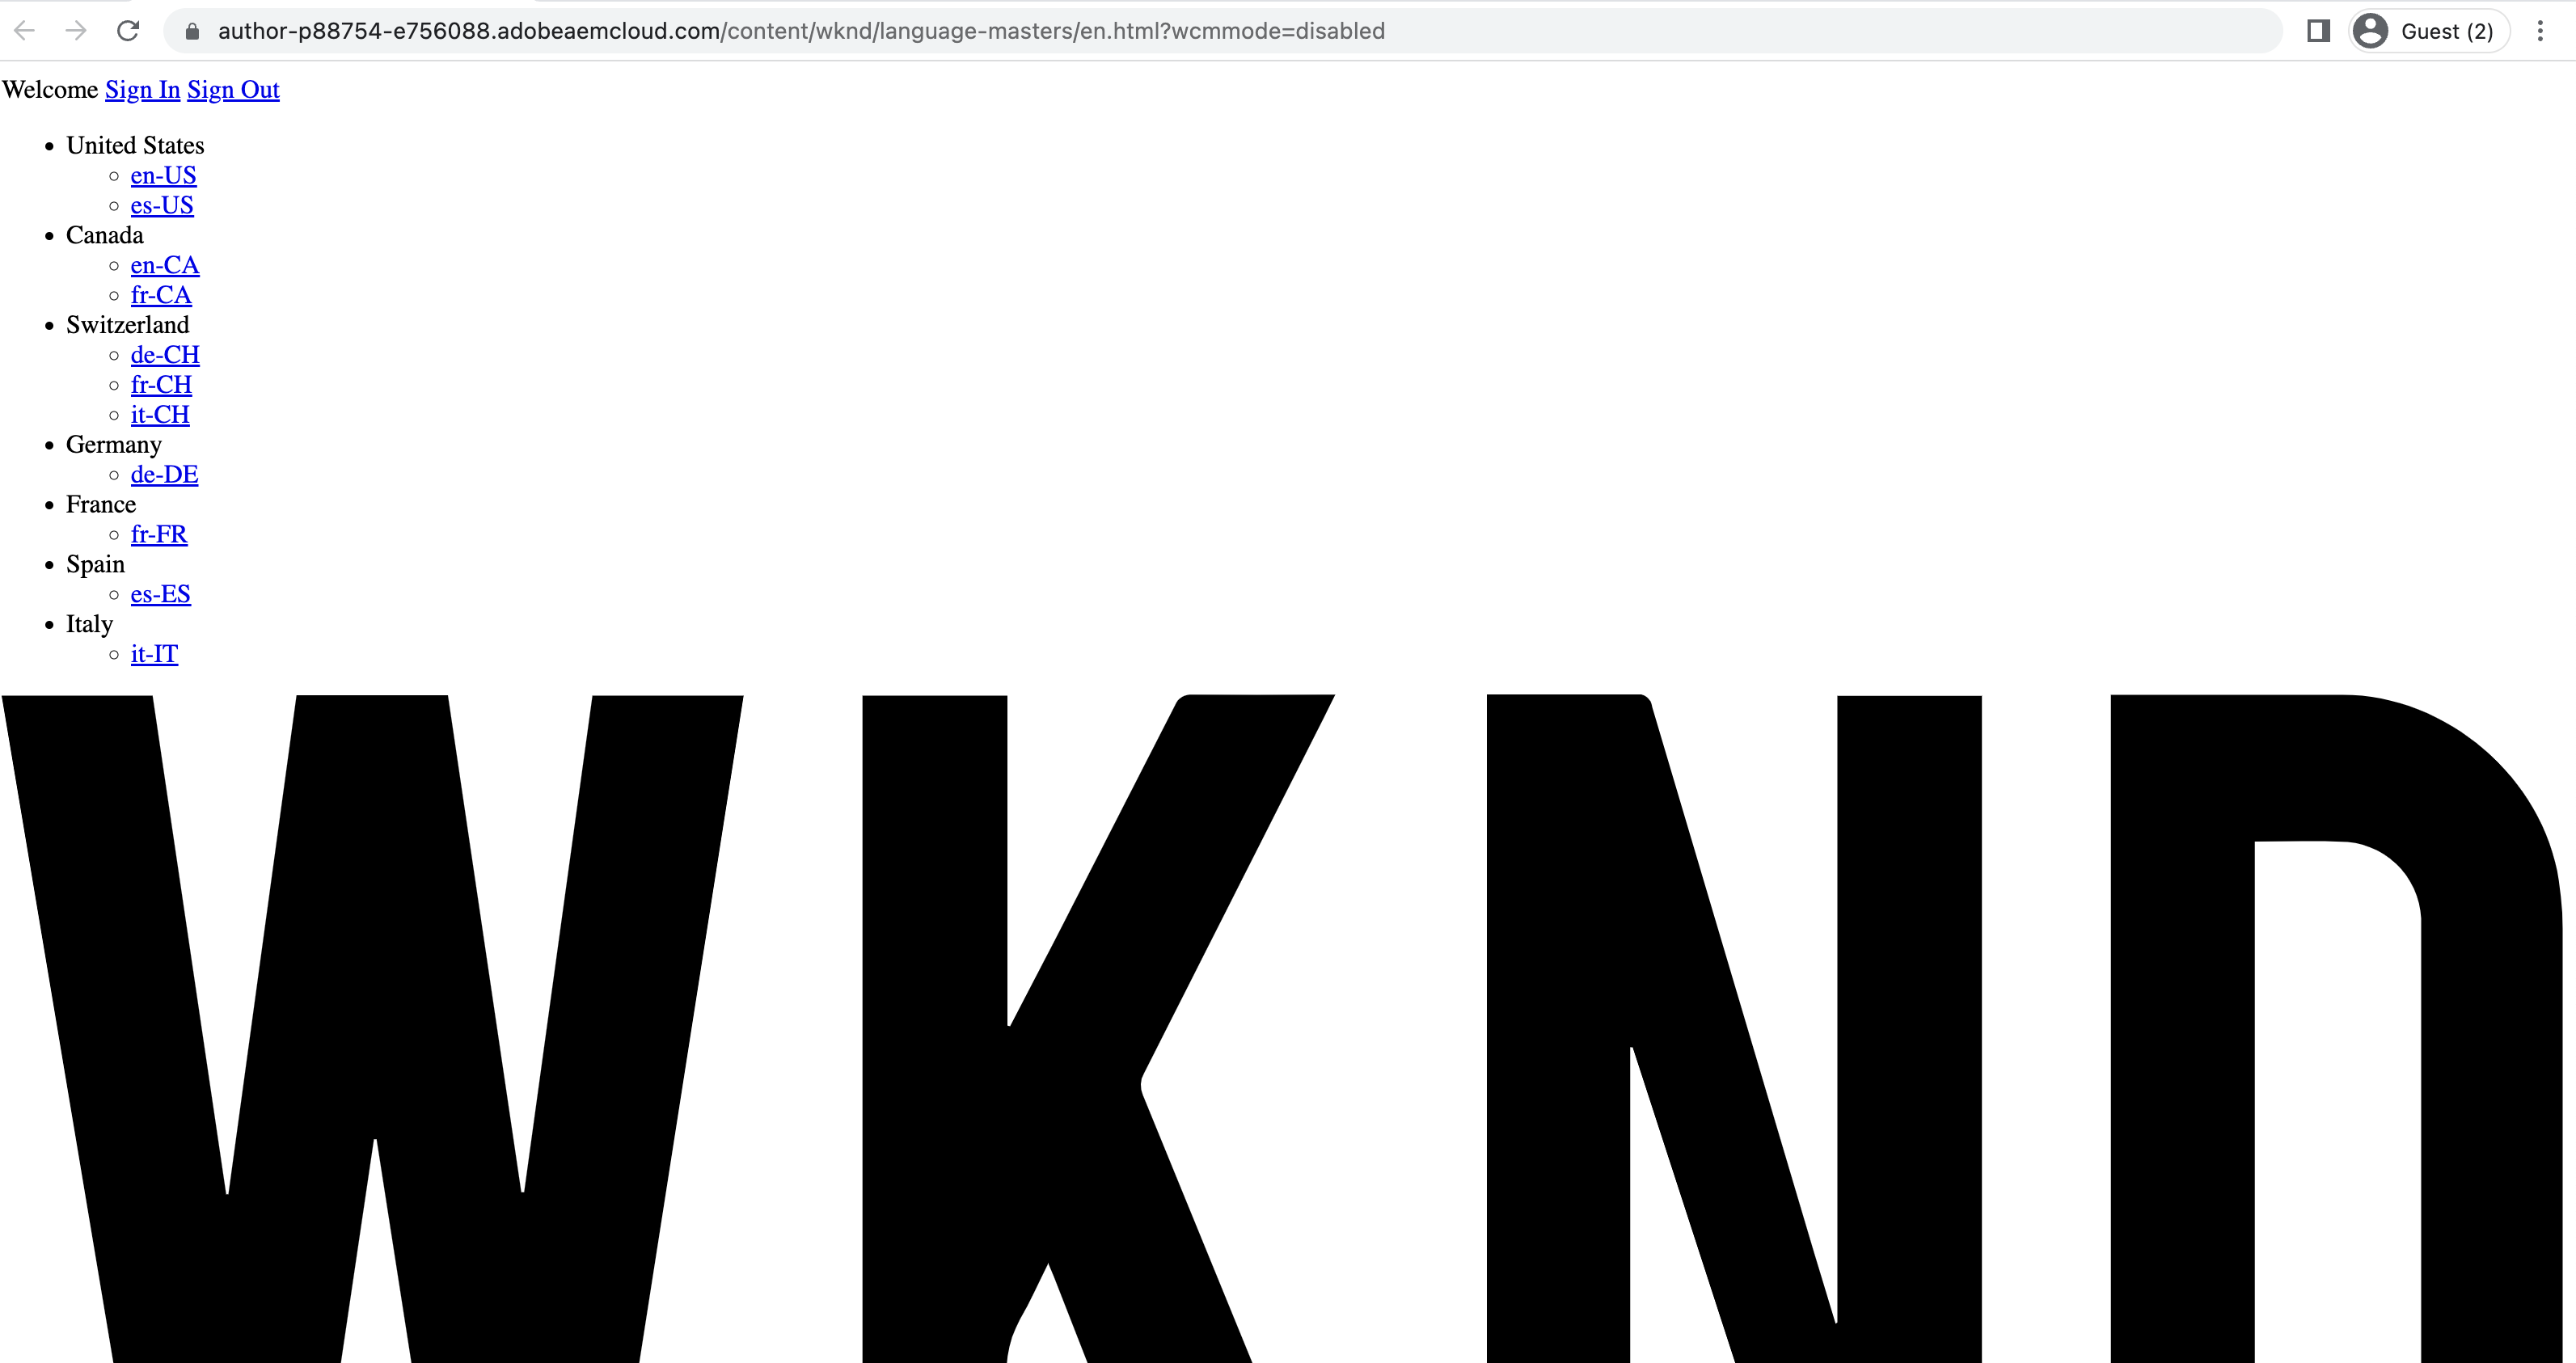 author-p88754-e756088.adobeaemcloud.com/content/wknd/language-masters/en.html?wcmmode=disabled
Guest (2)
Welcome Sign In Sign Out
United States
en-US
es-US
Canada
en-CA
fr-CA
Switzerland
de-CH
fr-CH
it-CH
Germany
de-DE
France
fr-FR
Spain
es-ES
Italy
it-IT
WKND